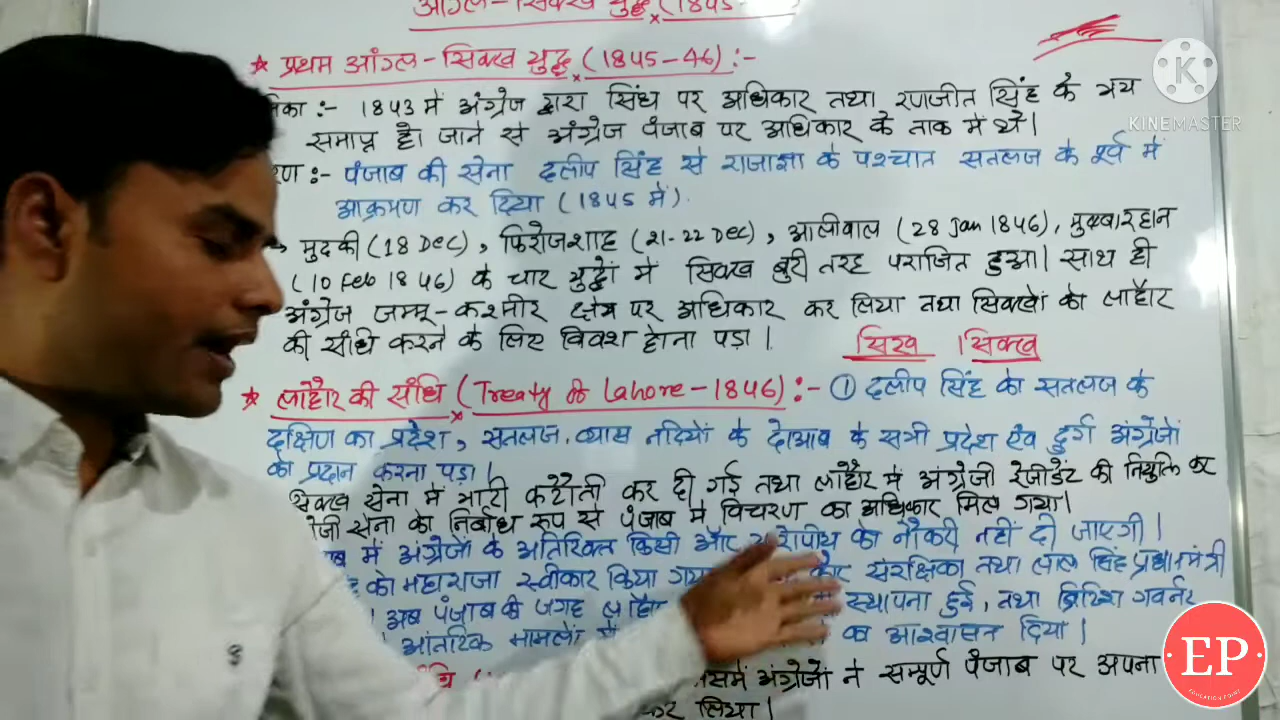 आंग्ल-सिक्ख युद्ध (1845-
★ प्रथम आंग्ल-सिक्ख युद्ध (1845-46) :-
मिका :- 1843 में अंग्रेज द्वारा सिंध पर अधिकार तथा रणजीत सिंह के भय
समाप्त हो जाने से अंग्रेज पंजाब पर अधिकार के ताक में थे।
रण :- पंजाब की सेना दलीप सिंह से राजाज्ञा के पश्चात सतलज के पूर्व में
आक्रमण कर दिया (1845 में).
मुदकी (18 Dec), फिरोजशाह (21-22 Dec), आलीवाल (28 Jan 1846),
(10 Feb 1846) के चार युद्धों में सिक्ख बुरी तरह पराजित हुआ। साथ ही
अंग्रेज जम्मू-कश्मीर क्षेत्र पर अधिकार कर लिया तथा सिक्खों को लाहौर
की संधि करने के लिए विवश होना पड़ा। सिख सिक्ख
★ लाहौर की संधि (Treaty of Lahore-1846) :- ① दलीप सिंह को सतलज के
दक्षिण का प्रदेश, सतलज, व्यास नदियों के दोआब के सभी प्रदेश एंव दुर्ग अंग्रेजों
को प्रदान करना पड़ा।
सिक्ख सेना में भारी कटौती कर दी गई तथा लाहौर में अंग्रेजी रेजीडेंट की नियुक्ति कर
जी सेना को निर्बाध रूप से पंजाब में विचरण का अधिकार मिल गया।
ब में अंग्रेजों के अतिरिक्त किसी और यूरोपीय को नौकरी नहीं दी जाएगी।
को महाराजा स्वीकार किया गया कौर संरक्षिका तथा लाल सिंह प्रधानमंत्री
अब पंजाब की जगह लाहौर स्थापना हुई, तथा ब्रिटिश गवर्नर
आंतरिक मामलों में का आश्वासन दिया।
समें अंग्रेजों ने सम्पूर्ण पंजाब पर अपना
कर लिया।
KINEMASTER
EP
EDUCATION POINT